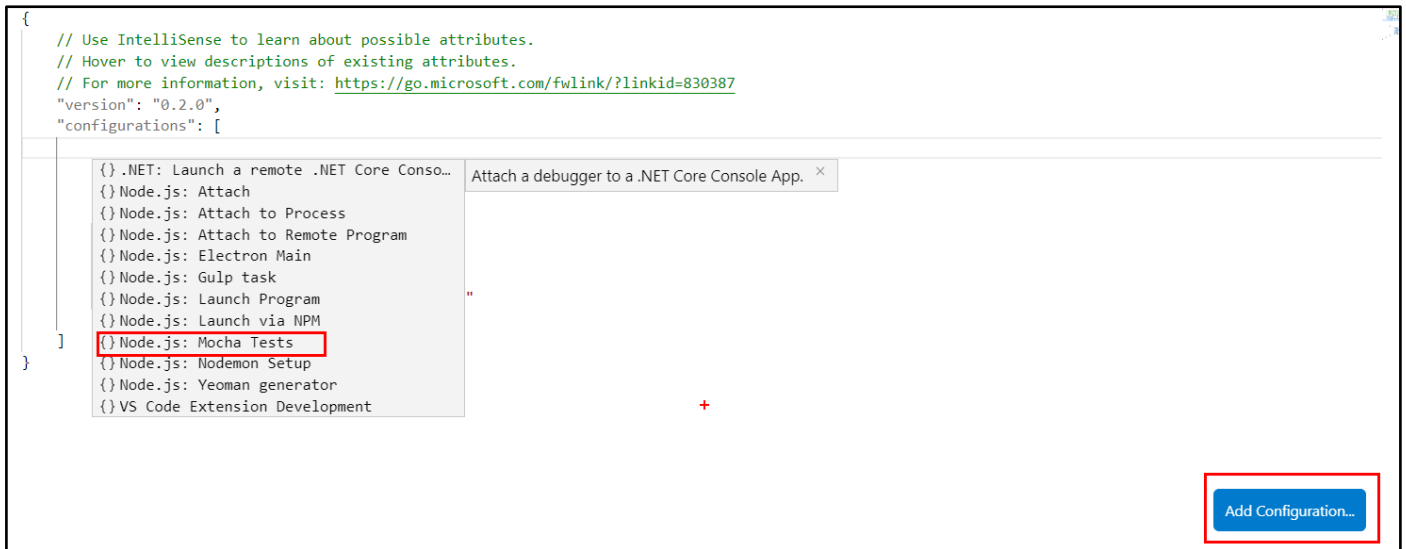 {
// Use IntelliSense to learn about possible attributes.
// Hover to view descriptions of existing attributes.
// For more information, visit: https://go.microsoft.com/fwlink/?linkid=830387
"version": "0.2.0",
"configurations": [
{} .NET: Launch a remote .NET Core Conso… Attach a debugger to a .NET Core Console App. ×
{} Node.js: Attach
{} Node.js: Attach to Process
{} Node.js: Attach to Remote Program
{} Node.js: Electron Main
{} Node.js: Gulp task
{} Node.js: Launch Program "
{} Node.js: Launch via NPM
] {} Node.js: Mocha Tests
} {} Node.js: Nodemon Setup
{} Node.js: Yeoman generator
{} VS Code Extension Development
Add Configuration...